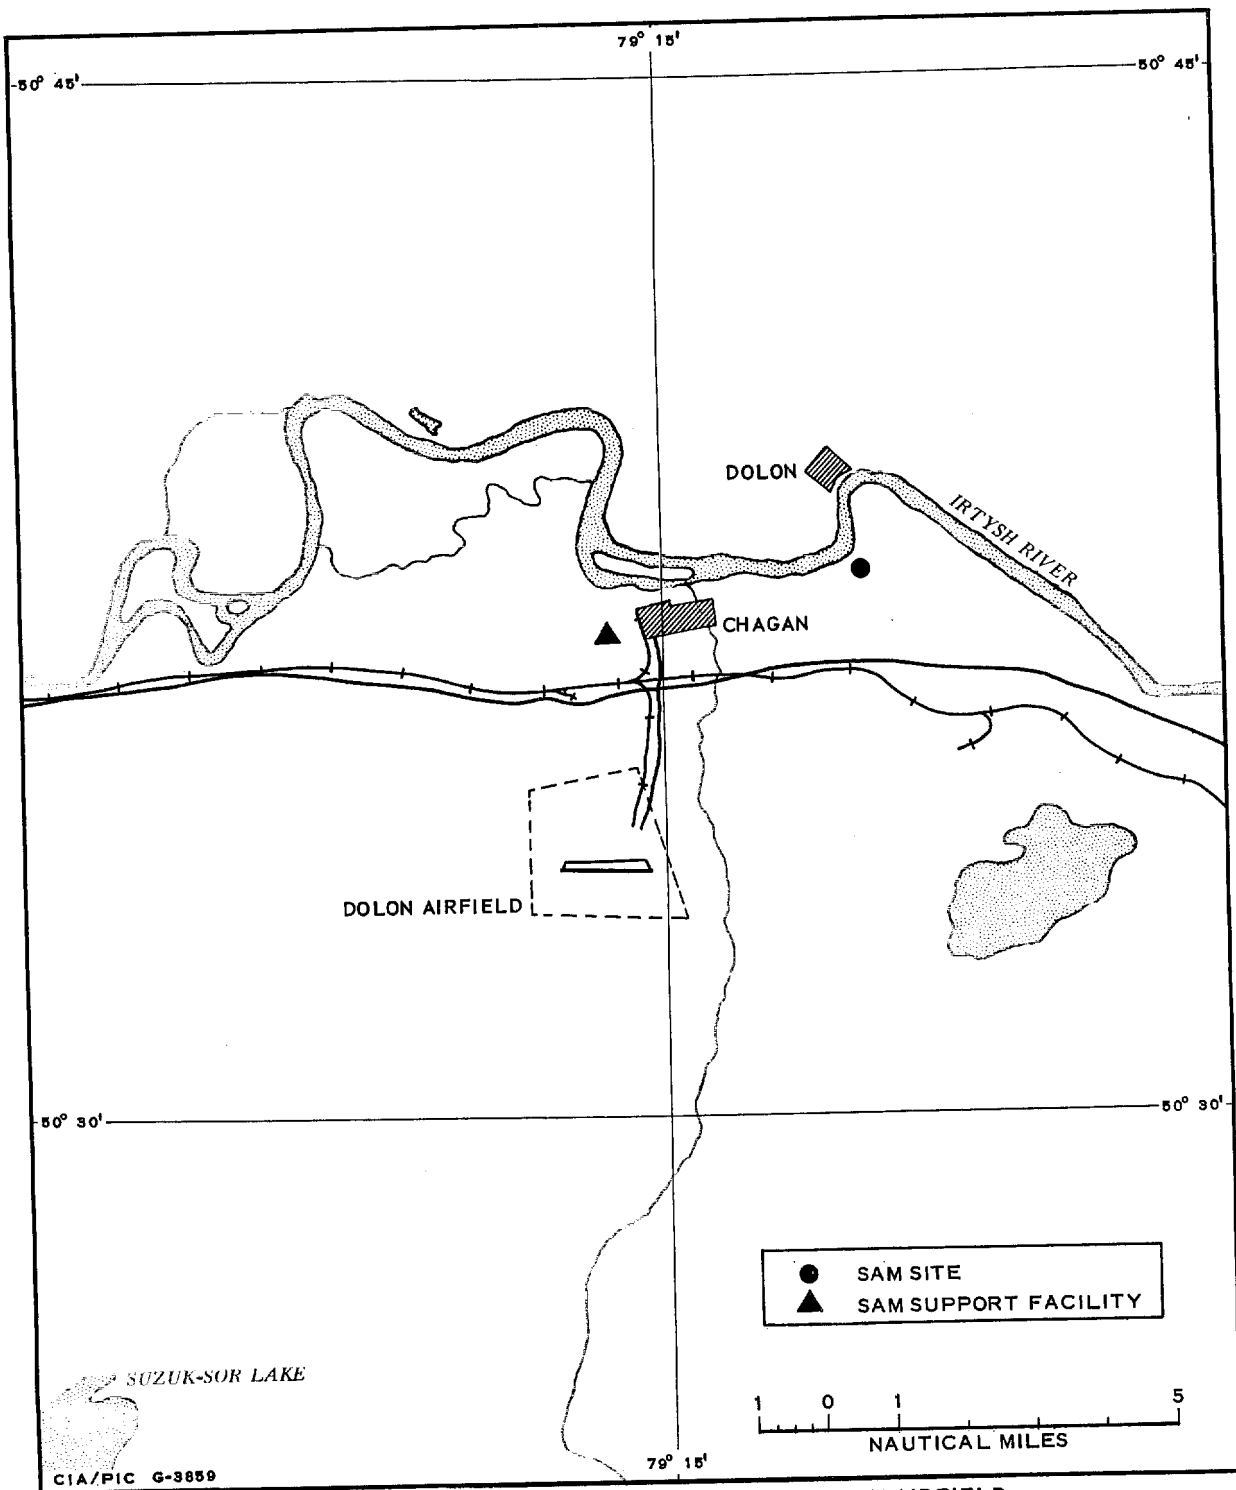 79° 15'
50° 45'
50° 45'
DOLON
IRTYSH RIVER
CHAGAN
DOLON AIRFIELD
50° 30'
50° 30'
SAM SITE
SAM SUPPORT FACILITY
SUZUK-SOR LAKE
1 0 1 5
NAUTICAL MILES
79° 15'
CIA/PIC G-3859
AIRFIELD